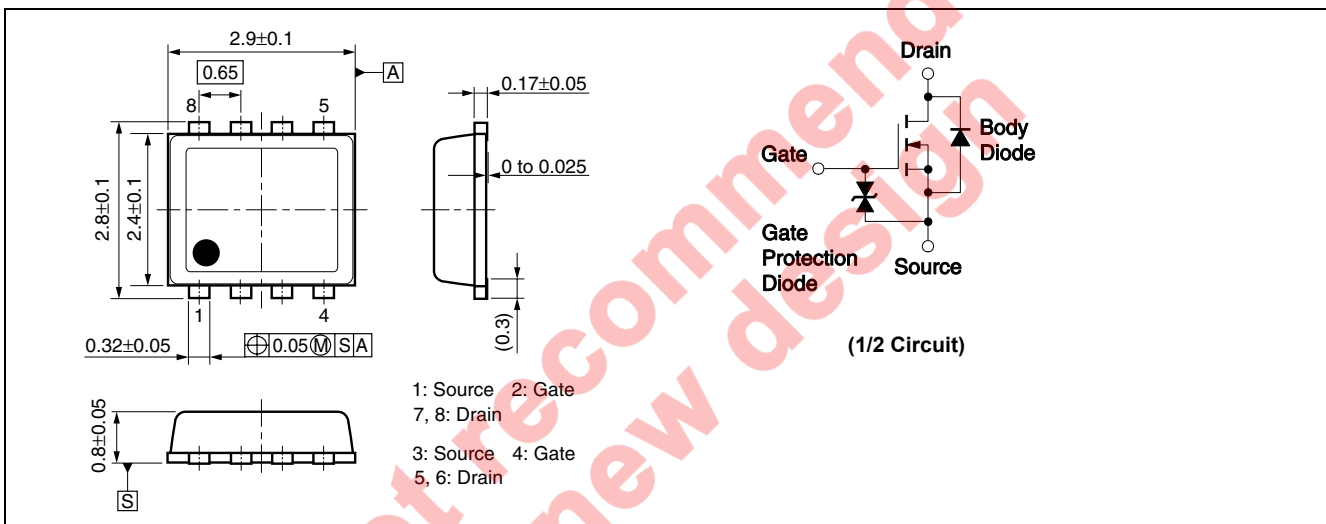 2.9±0.1
0.65
A
8
5
2.8±0.1
2.4±0.1
1
4
0.32±0.05
⌖ 0.05 Ⓜ S A
0.17±0.05
0 to 0.025
(0.3)
0.8±0.05
S
1: Source 2: Gate
7, 8: Drain
3: Source 4: Gate
5, 6: Drain
Drain
Body
Diode
Gate
Gate
Protection
Diode
Source
(1/2 Circuit)
recommend
new design